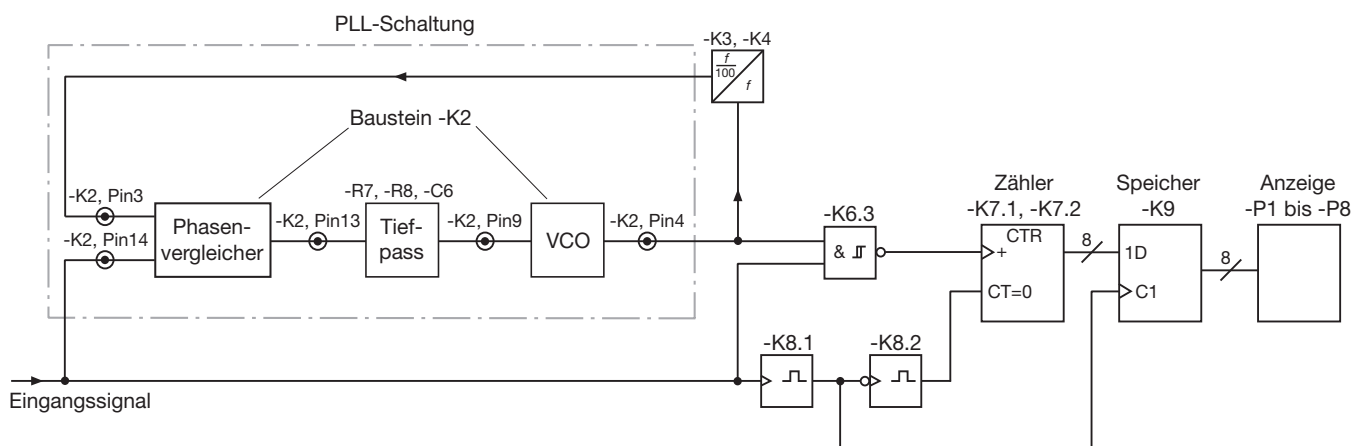 PLL-Schaltung
-K3, -K4
f
100
f
Baustein -K2
-K2, Pin3
-R7, -R8, -C6
Zähler
Speicher
Anzeige
-K7.1, -K7.2
-K9
-P1 bis -P8
-K2, Pin14
Phasen-
vergleicher
-K2, Pin13
Tief-
pass
-K2, Pin9
VCO
-K2, Pin4
-K6.3
&
CTR
+
CT=0
8
1D
C1
8
-K8.1
-K8.2
Eingangssignal